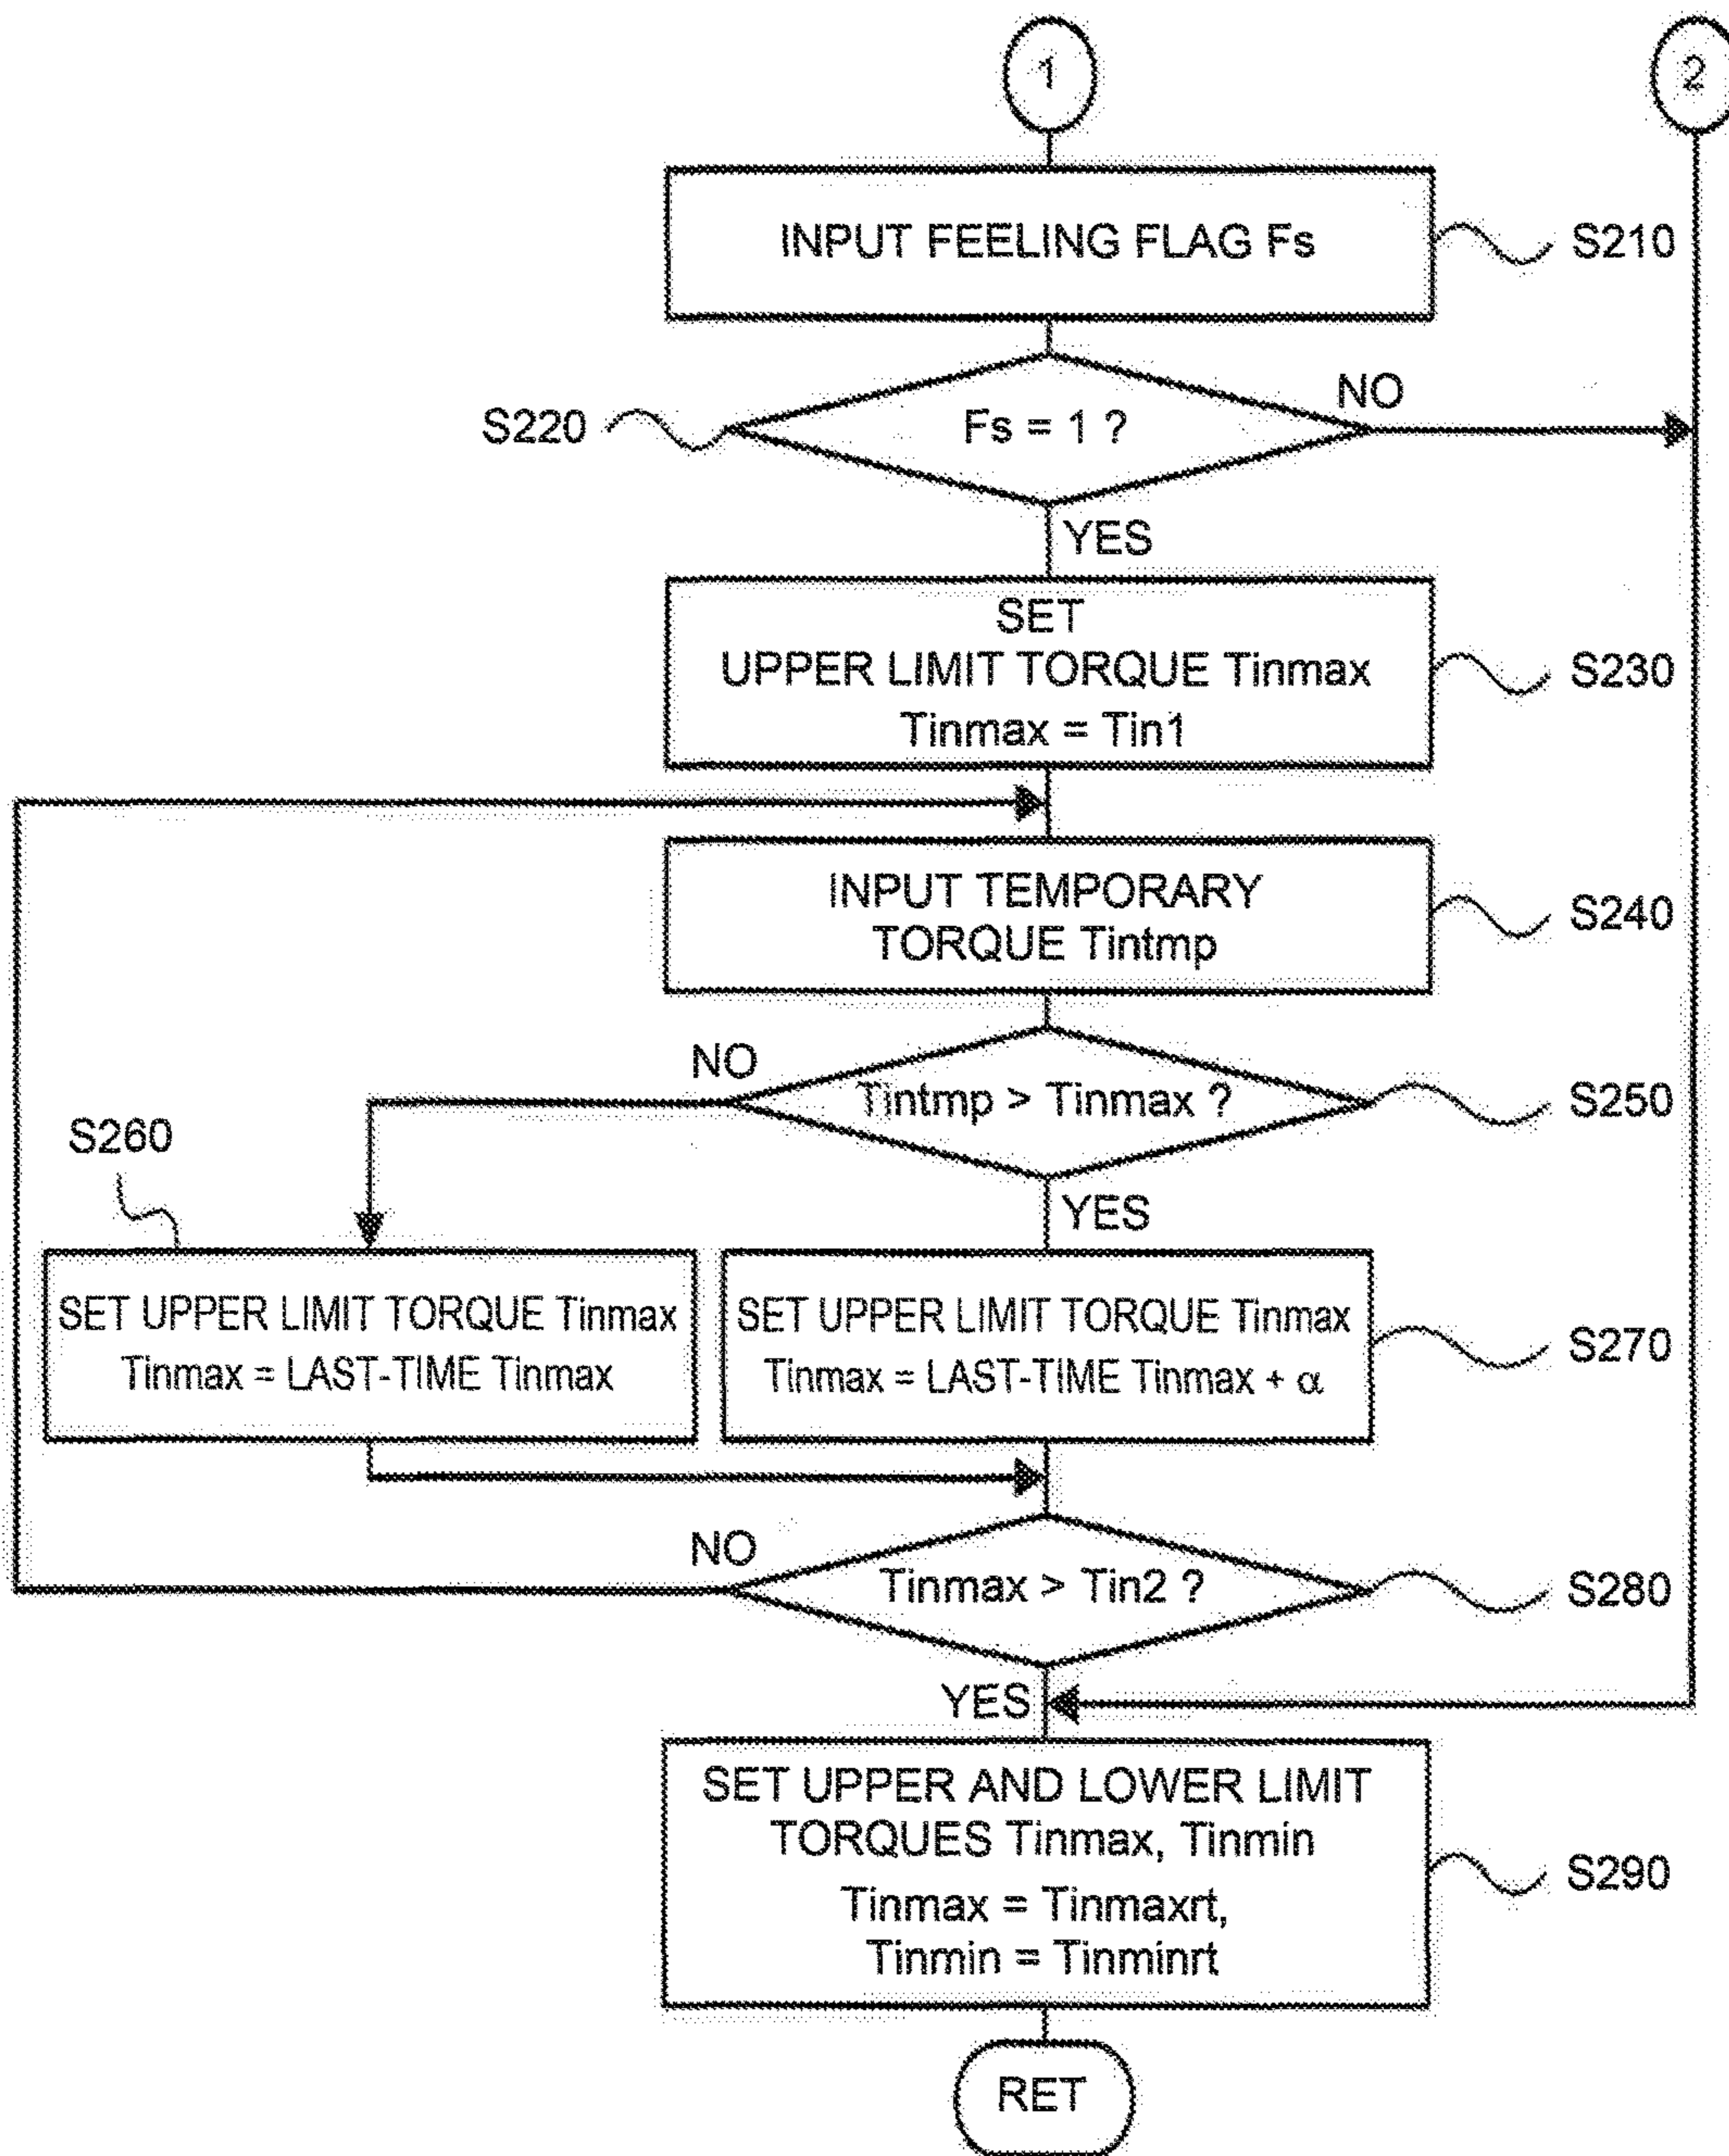 1
2
INPUT FEELING FLAG Fs
S210
S220
Fs = 1 ?
NO
YES
SET
UPPER LIMIT TORQUE Tinmax
Tinmax = Tin1
S230
INPUT TEMPORARY
TORQUE Tintmp
S240
NO
Tintmp > Tinmax ?
S250
S260
YES
SET UPPER LIMIT TORQUE Tinmax
Tinmax = LAST-TIME Tinmax
SET UPPER LIMIT TORQUE Tinmax
Tinmax = LAST-TIME Tinmax + α
S270
NO
Tinmax > Tin2 ?
S280
YES
SET UPPER AND LOWER LIMIT
TORQUES Tinmax, Tinmin
Tinmax = Tinmaxrt,
Tinmin = Tinminrt
S290
RET